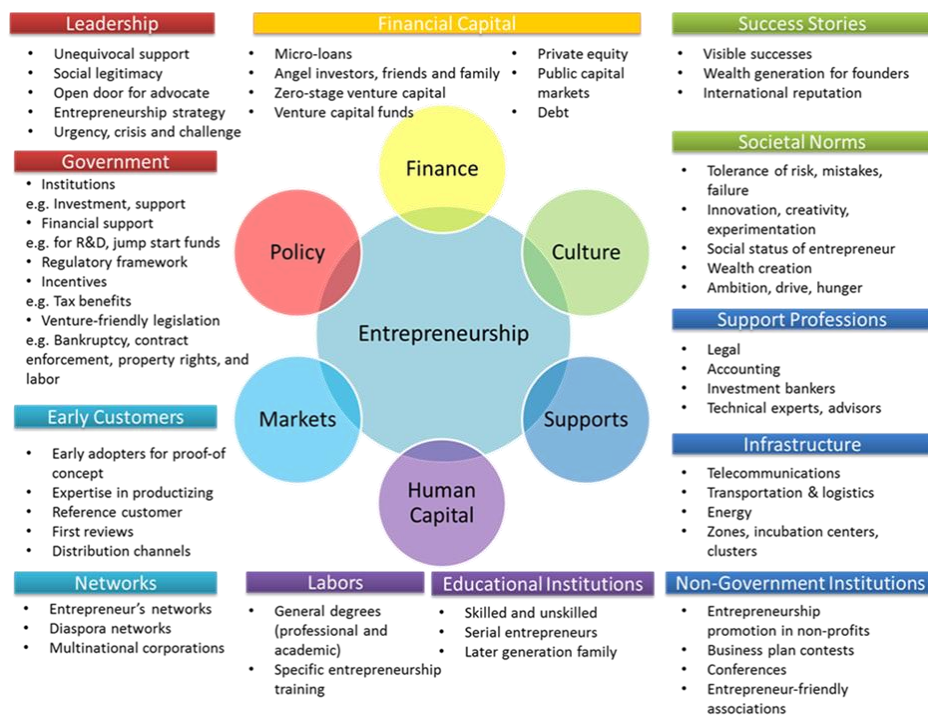 Leadership
• Unequivocal support
• Social legitimacy
• Open door for advocate
• Entrepreneurship strategy
• Urgency, crisis and challenge
Government
• Institutions
e.g. Investment, support
• Financial support
e.g. for R&D, jump start funds
• Regulatory framework
• Incentives
e.g. Tax benefits
• Venture-friendly legislation
e.g. Bankruptcy, contract
enforcement, property rights, and
labor
Early Customers
• Early adopters for proof-of
concept
• Expertise in productizing
• Reference customer
• First reviews
• Distribution channels
Networks
• Entrepreneur's networks
• Diaspora networks
• Multinational corporations
Financial Capital
• Micro-loans
• Angel investors, friends and family
• Zero-stage venture capital
• Venture capital funds
• Private equity
• Public capital
markets
• Debt
Finance
Policy
Culture
Entrepreneurship
Markets
Supports
Human
Capital
Labors
• General degrees
(professional and
academic)
• Specific entrepreneurship
training
Educational Institutions
• Skilled and unskilled
• Serial entrepreneurs
• Later generation family
Success Stories
• Visible successes
• Wealth generation for founders
• International reputation
Societal Norms
• Tolerance of risk, mistakes,
failure
• Innovation, creativity,
experimentation
• Social status of entrepreneur
• Wealth creation
• Ambition, drive, hunger
Support Professions
• Legal
• Accounting
• Investment bankers
• Technical experts, advisors
Infrastructure
• Telecommunications
• Transportation & logistics
• Energy
• Zones, incubation centers,
clusters
Non-Government Institutions
• Entrepreneurship
promotion in non-profits
• Business plan contests
• Conferences
• Entrepreneur-friendly
associations